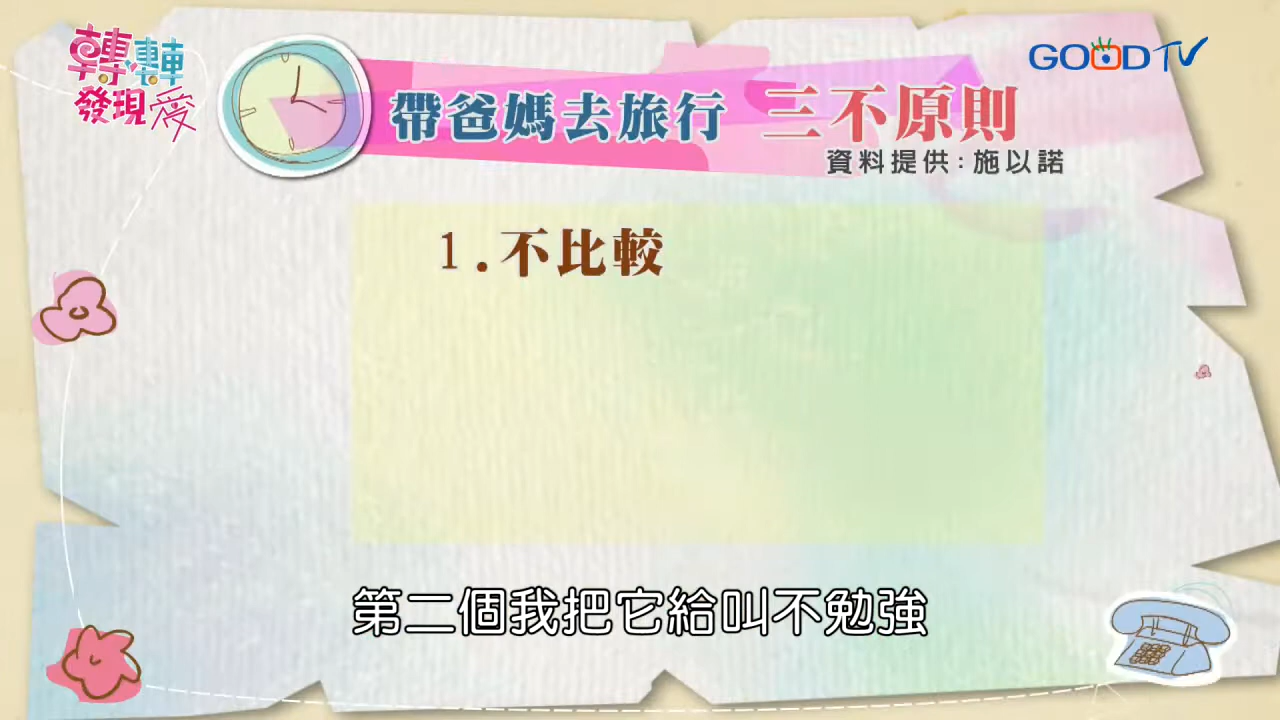 轉轉
發現愛
GOODTV
帶爸媽去旅行 三不原則
資料提供：施以諾
1.不比較
第二個我把它給叫不勉強